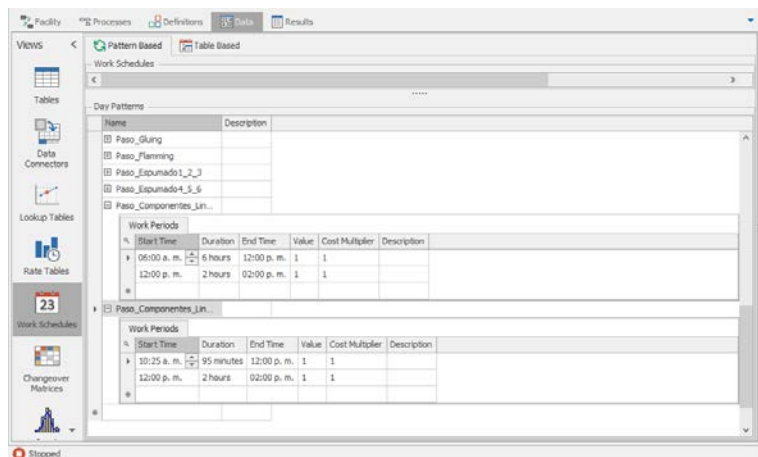 Facility Processes Definitions Data Results
Views < Pattern Based Table Based
Work Schedules
Tables
Day Patterns
Name Description
Paso_Gluing
Data Connectors
Paso_Flamming
Paso_Espumado1_2_3
Paso_Espumado4_5_6
Lookup Tables
Paso_Componentes_Lin...
Work Periods
Start Time Duration End Time Value Cost Multiplier Description
06:00 a. m. 6 hours 12:00 p. m. 1 1
12:00 p. m. 2 hours 02:00 p. m. 1 1
Rate Tables
23
Work Schedules
Paso_Componentes_Lin...
Work Periods
Start Time Duration End Time Value Cost Multiplier Description
10:25 a. m. 95 minutes 12:00 p. m. 1 1
12:00 p. m. 2 hours 02:00 p. m. 1 1
Changeover Matrices
Stopped